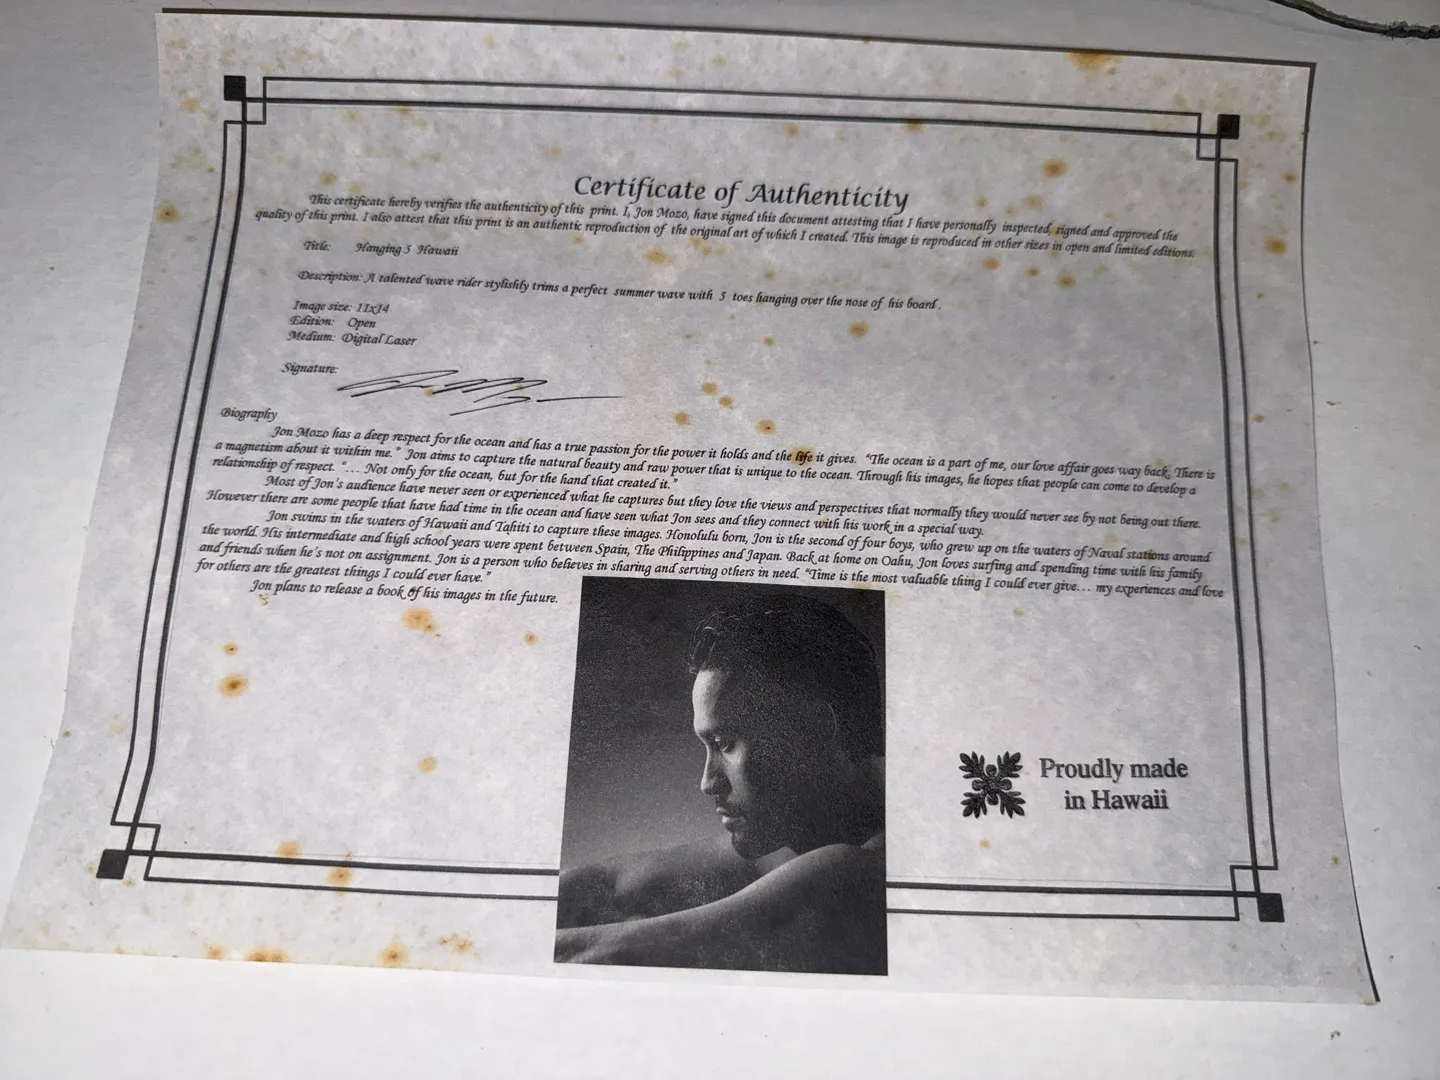 Certificate of Authenticity
This certificate hereby verifies the authenticity of this print. I, Jon Mozo, have signed this document attesting that I have personally inspected, signed and approved the
quality of this print. I also attest that this print is an authentic reproduction of the original art of which I created. This image is reproduced in other sizes in open and limited editions.
Title: Hanging 5 Hawaii
Description: A talented wave rider stylishly trims a perfect summer wave with 5 toes hanging over the nose of his board.
Image size: 11x14
Edition: Open
Medium: Digital Laser
Signature:
Biography
Jon Mozo has a deep respect for the ocean and has a true passion for the power it holds and the life it gives. "The ocean is a part of me, our love affair goes way back. There is
a magnetism about it within me." Jon aims to capture the natural beauty and raw power that is unique to the ocean. Through his images, he hopes that people can come to develop a
relationship of respect. "... Not only for the ocean, but for the hand that created it."
Most of Jon's audience have never seen or experienced what he captures but they love the views and perspectives that normally they would never see by not being out there.
However there are some people that have had time in the ocean and have seen what Jon sees and they connect with his work in a special way.
Jon swims in the waters of Hawaii and Tahiti to capture these images. Honolulu born, Jon is the second of four boys, who grew up on the waters of Naval stations around
the world. His intermediate and high school years were spent between Spain, The Philippines and Japan. Back at home on Oahu, Jon loves surfing and spending time with his family
and friends when he's not on assignment. Jon is a person who believes in sharing and serving others in need. "Time is the most valuable thing I could ever give... my experiences and love
for others are the greatest things I could ever have."
Jon plans to release a book of his images in the future.
Proudly made
in Hawaii